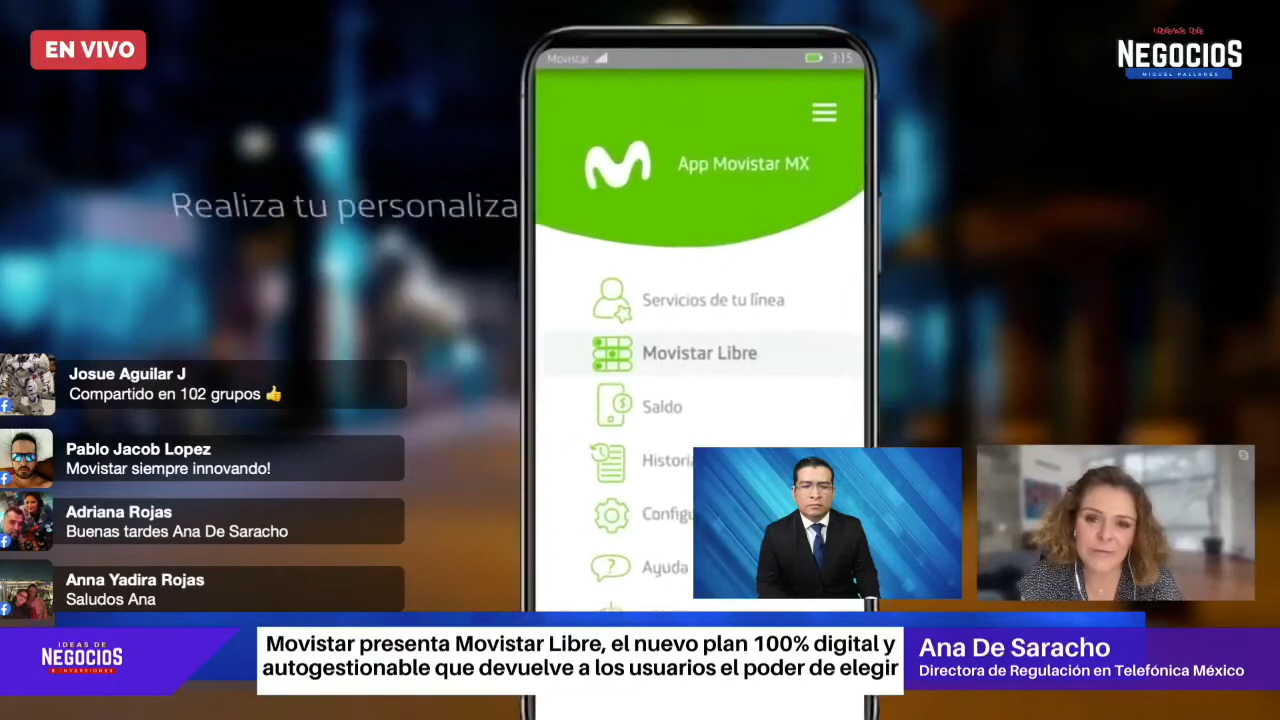 EN VIVO
IDEAS DE
NEGOCIOS
MIGUEL PALLARES
Movistar
3:15
App Movistar MX
Realiza tu personaliza
Servicios de tu línea
Movistar Libre
Saldo
Histori
Config
Ayuda
Josue Aguilar J
Compartido en 102 grupos 👍
Pablo Jacob Lopez
Movistar siempre innovando!
Adriana Rojas
Buenas tardes Ana De Saracho
Anna Yadira Rojas
Saludos Ana
IDEAS DE
NEGOCIOS
E INVERSIONES
Movistar presenta Movistar Libre, el nuevo plan 100% digital y
autogestionable que devuelve a los usuarios el poder de elegir
Ana De Saracho
Directora de Regulación en Telefónica México